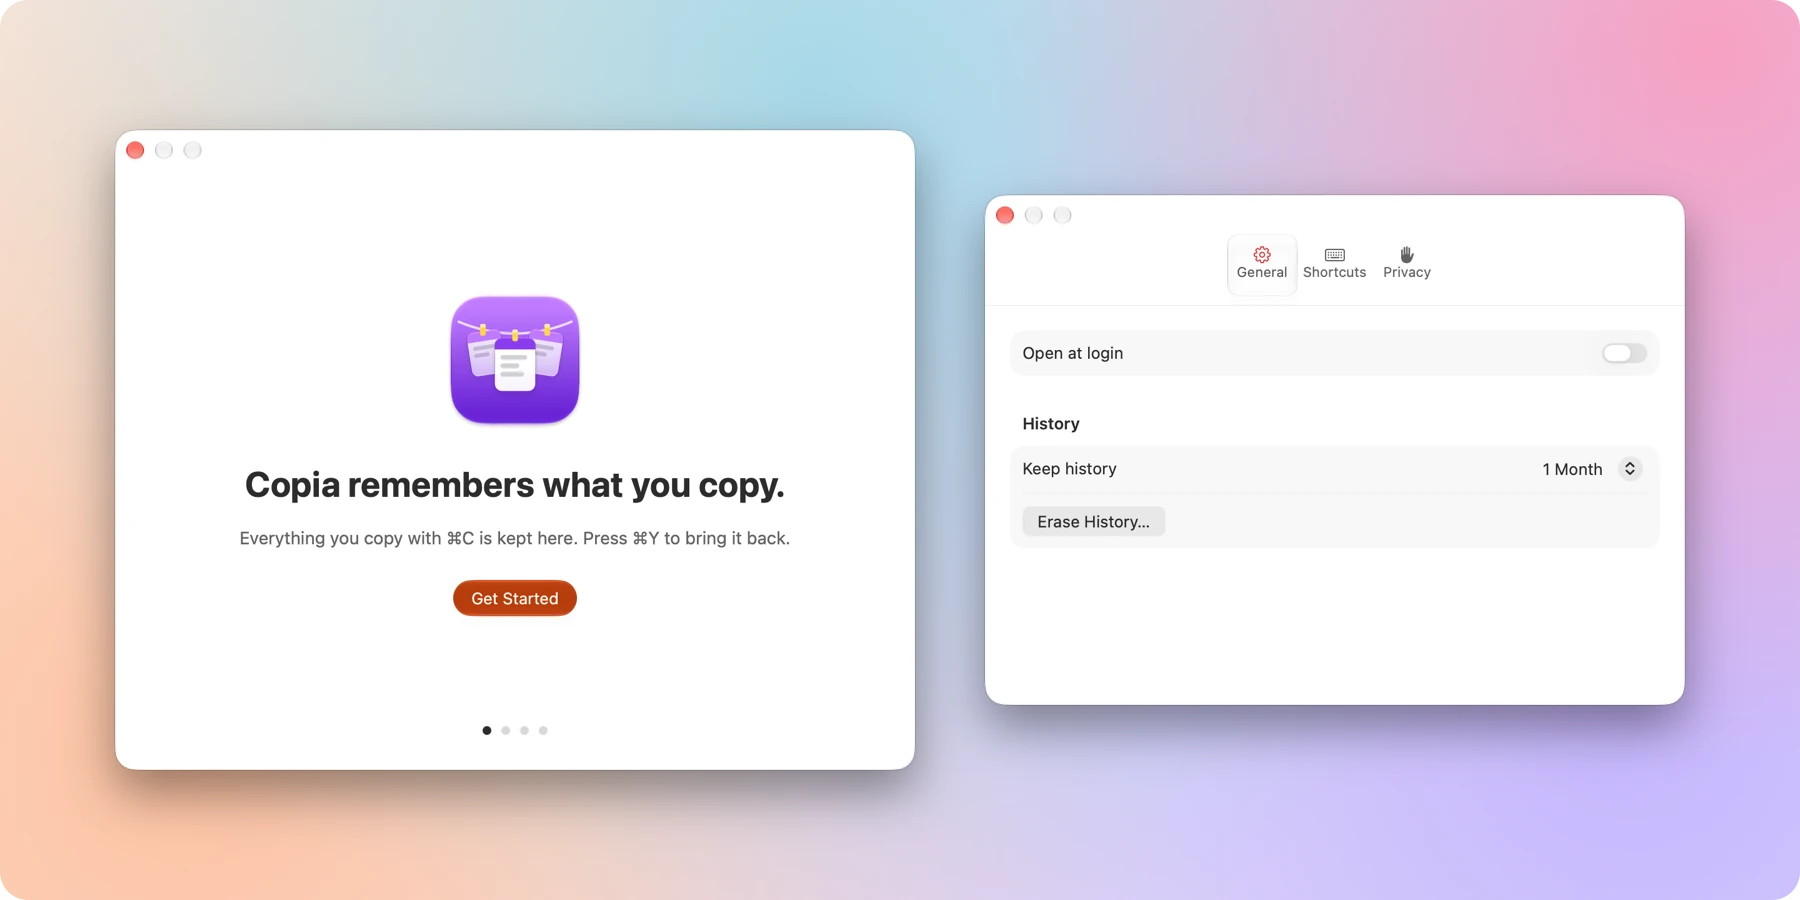 Copia remembers what you copy.
Everything you copy with ⌘C is kept here. Press ⌘Y to bring it back.
Get Started
General
Shortcuts
Privacy
Open at login
History
Keep history
1 Month
Erase History...